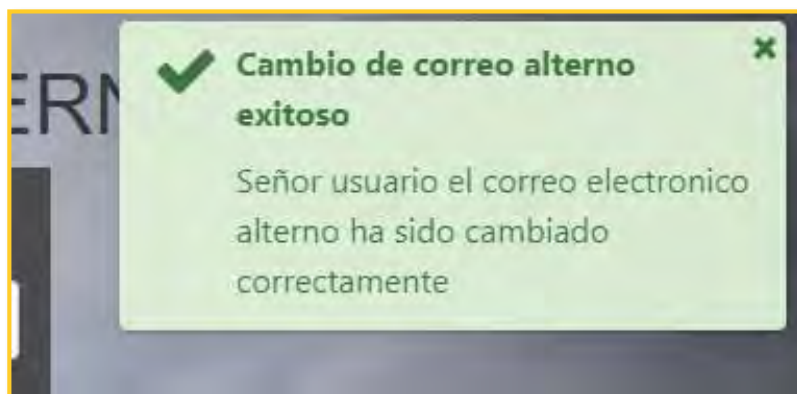 ERN
Cambio de correo alterno
exitoso
Señor usuario el correo electronico
alterno ha sido cambiado
correctamente